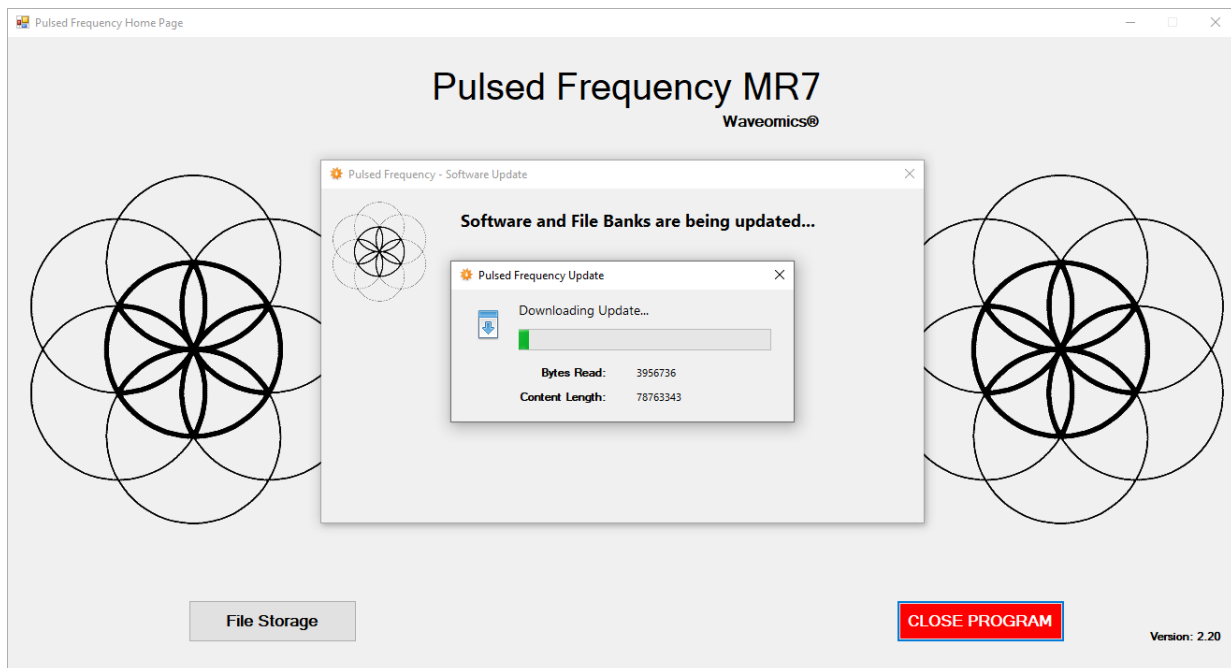 Pulsed Frequency Home Page
Pulsed Frequency MR7
Waveomics®
Pulsed Frequency - Software Update
Software and File Banks are being updated...
Pulsed Frequency Update
Downloading Update...
Bytes Read: 3956736
Content Length: 78763343
File Storage
CLOSE PROGRAM
Version: 2.20